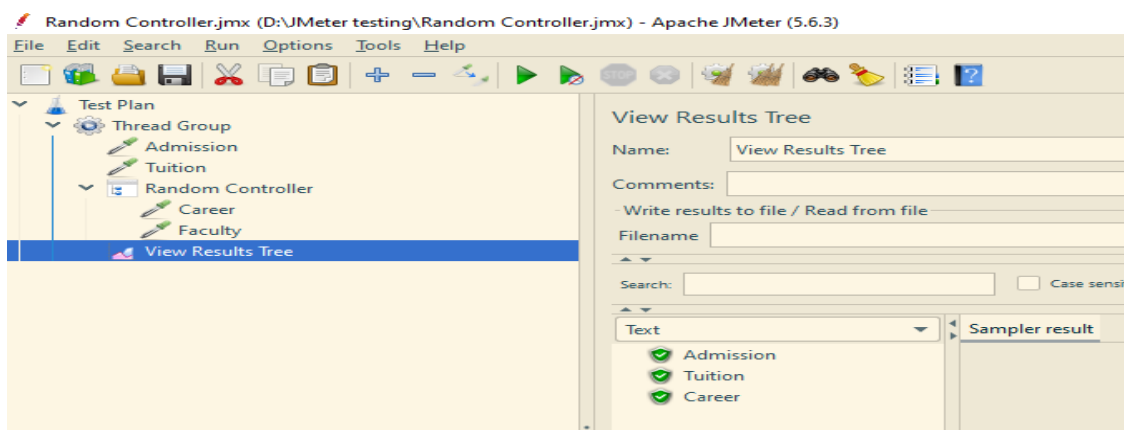 Random Controller.jmx (D:\JMeter testing\Random Controller.jmx) - Apache JMeter (5.6.3)
File Edit Search Run Options Tools Help
STOP
?
Test Plan
Thread Group
Admission
Tuition
Random Controller
Career
Faculty
View Results Tree
View Results Tree
Name: View Results Tree
Comments:
Write results to file / Read from file
Filename
Search: Case sensi
Text Sampler result
Admission
Tuition
Career